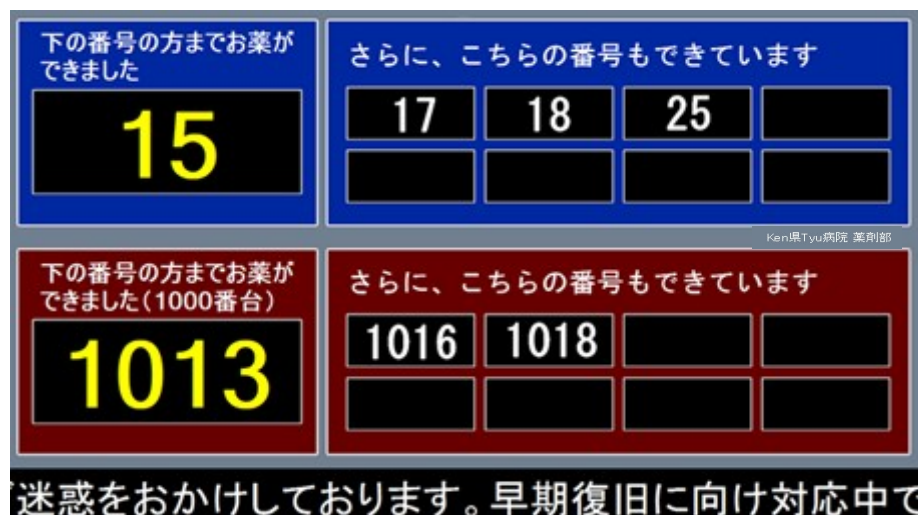 下の番号の方までお薬が
できました
15
さらに、こちらの番号もできています
17 18 25
Ken県Tyu病院 薬剤部
下の番号の方までお薬が
できました(1000番台)
1013
さらに、こちらの番号もできています
1016 1018
迷惑をおかけしております。早期復旧に向け対応中で